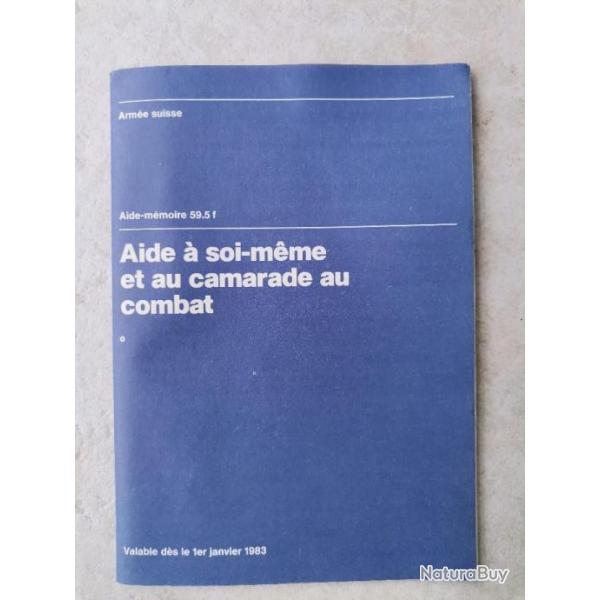 Armée suisse
Aide-mémoire 59.5 f
Aide à soi-même
et au camarade au
combat
Valable dès le 1er janvier 1983
NaturaBuy